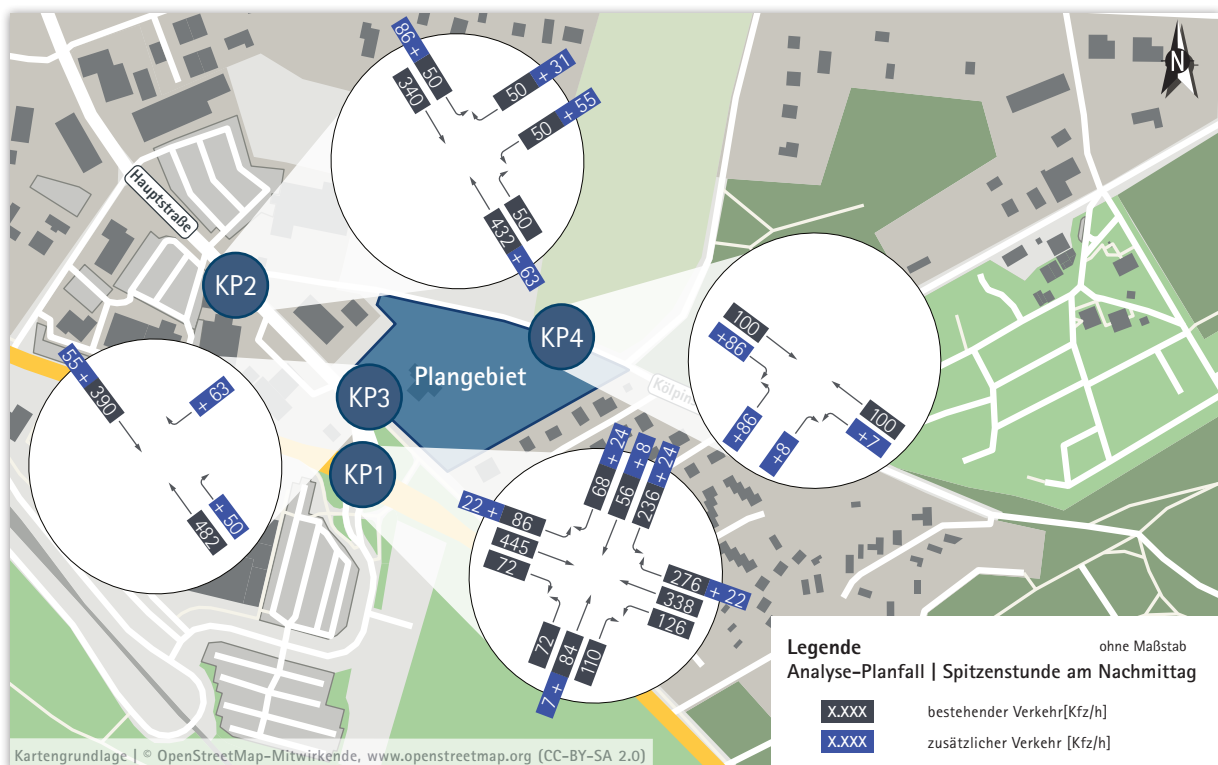 86 + 50
340
50 + 31
50 + 55
50
432 + 63
N
Hauptstraße
KP2
KP4
Plangebiet
KP3
KP1
Kölpin
100
+86
+86
+8
100
+7
55 + 390
+ 63
482
+ 50
68 + 24
56 + 8
236 + 24
22 + 86
445
72
276 + 22
338
126
72
7 + 84
110
Legende
ohne Maßstab
Analyse-Planfall | Spitzenstunde am Nachmittag
X.XXX bestehender Verkehr[Kfz/h]
X.XXX zusätzlicher Verkehr [Kfz/h]
Kartengrundlage | © OpenStreetMap-Mitwirkende, www.openstreetmap.org (CC-BY-SA 2.0)